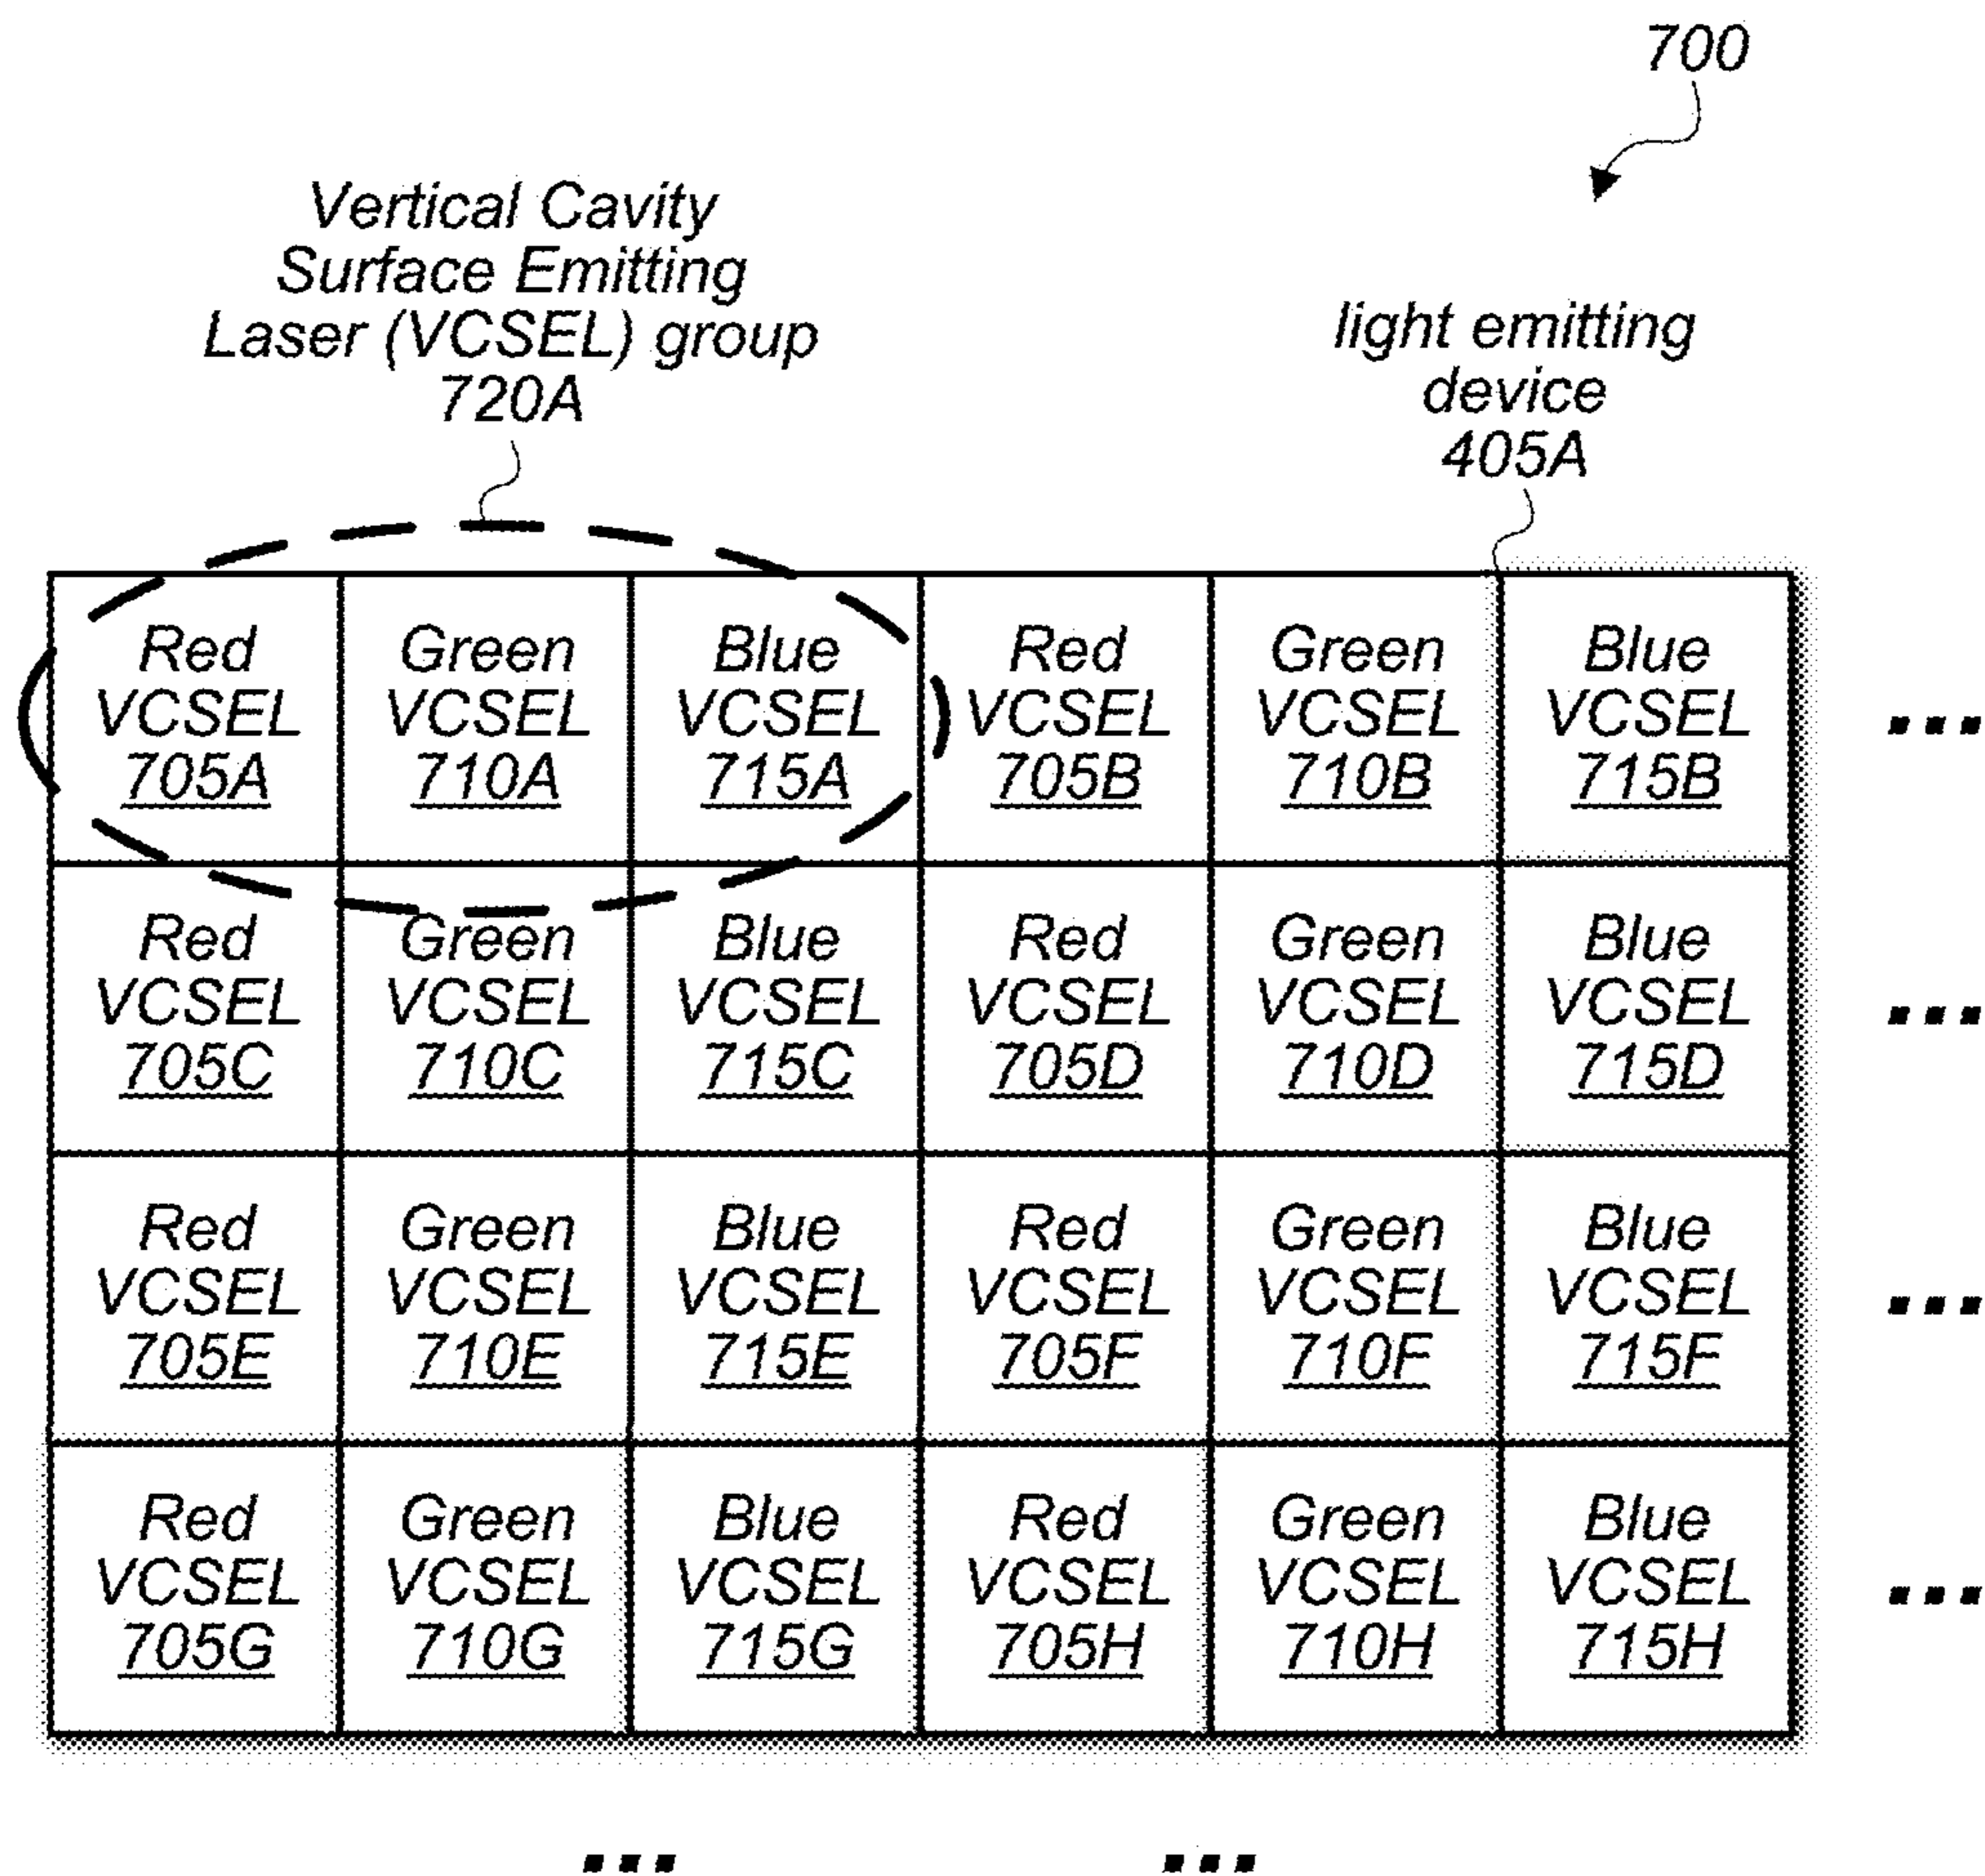 700
Vertical Cavity
Surface Emitting
Laser (VCSEL) group
720A
light emitting
device
405A
Red Green Blue Red Green Blue
VCSEL VCSEL VCSEL VCSEL VCSEL VCSEL ...
705A 710A 715A 705B 710B 715B
Red Green Blue Red Green Blue
VCSEL VCSEL VCSEL VCSEL VCSEL VCSEL ...
705C 710C 715C 705D 710D 715D
Red Green Blue Red Green Blue
VCSEL VCSEL VCSEL VCSEL VCSEL VCSEL ...
705E 710E 715E 705F 710F 715F
Red Green Blue Red Green Blue
VCSEL VCSEL VCSEL VCSEL VCSEL VCSEL ...
705G 710G 715G 705H 710H 715H
... ...